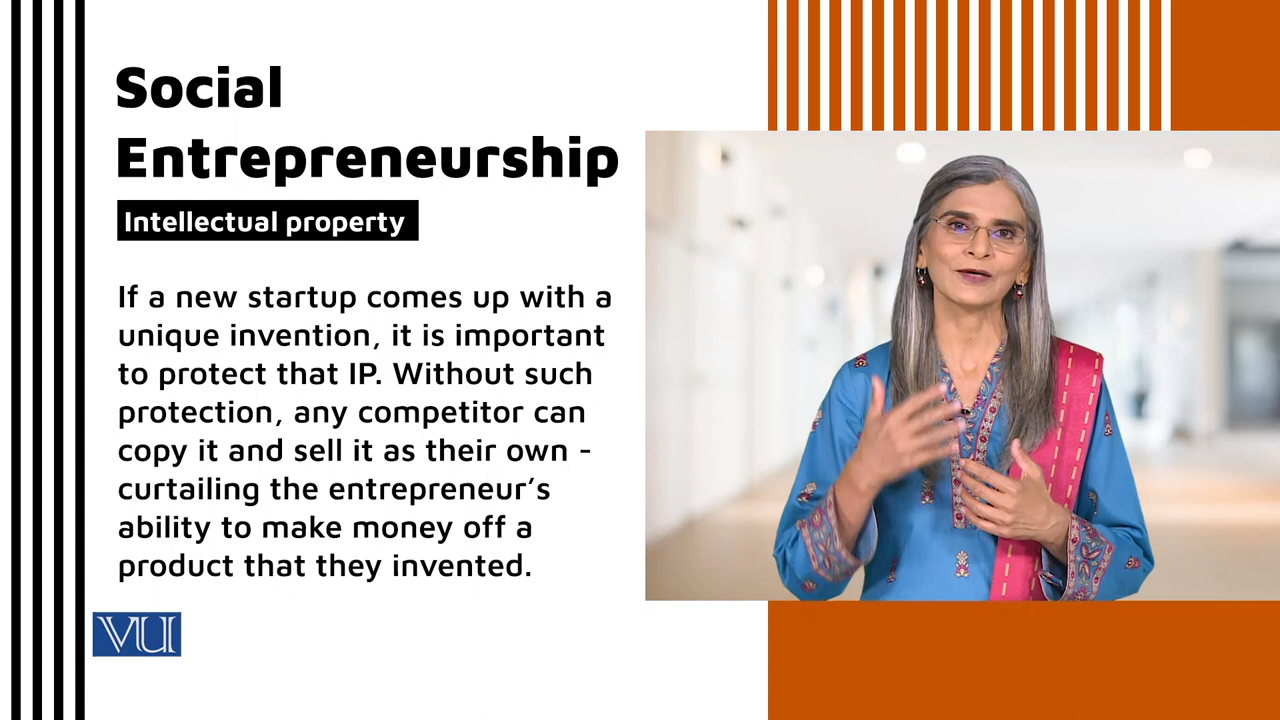 Social
Entrepreneurship
Intellectual property
If a new startup comes up with a
unique invention, it is important
to protect that IP. Without such
protection, any competitor can
copy it and sell it as their own -
curtailing the entrepreneur’s
ability to make money off a
product that they invented.
VU